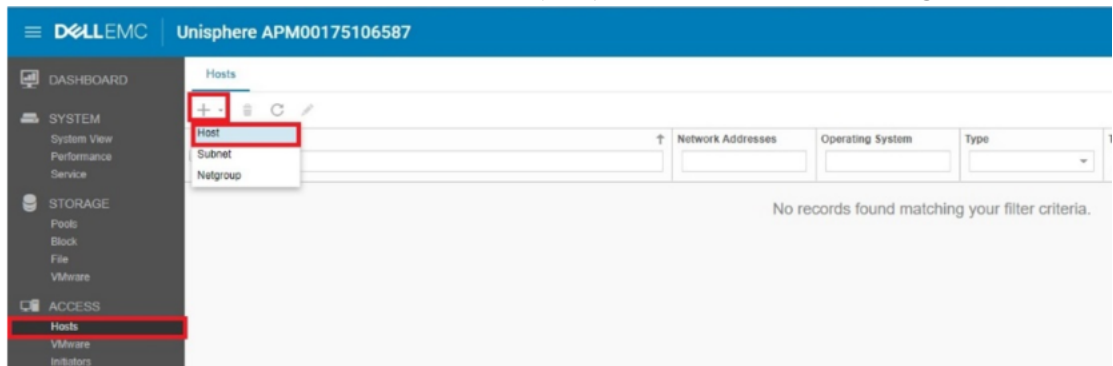 DELLEMC Unisphere APM00175106587
DASHBOARD
SYSTEM
System View
Performance
Service
STORAGE
Pools
Block
File
VMware
ACCESS
Hosts
VMware
Initiators
Hosts
Host
Subnet
Netgroup
Network Addresses Operating System Type
No records found matching your filter criteria.